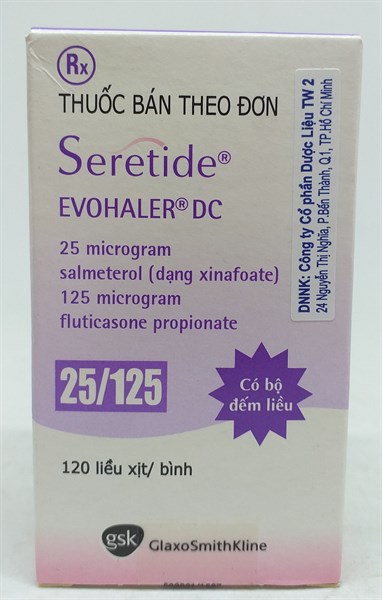 Rx
THUỐC BÁN THEO ĐƠN
Seretide®
EVOHALER® DC
25 microgram
salmeterol (dạng xinafoate)
125 microgram
fluticasone propionate
25/125
Có bộ
đếm liều
120 liều xịt/ bình
gsk GlaxoSmithKline
DNNK: Công ty Cổ phần Dược Liệu TW 2
24 Nguyễn Thị Nghĩa, P.Bến Thành, Q.1, TP.Hồ Chí Minh